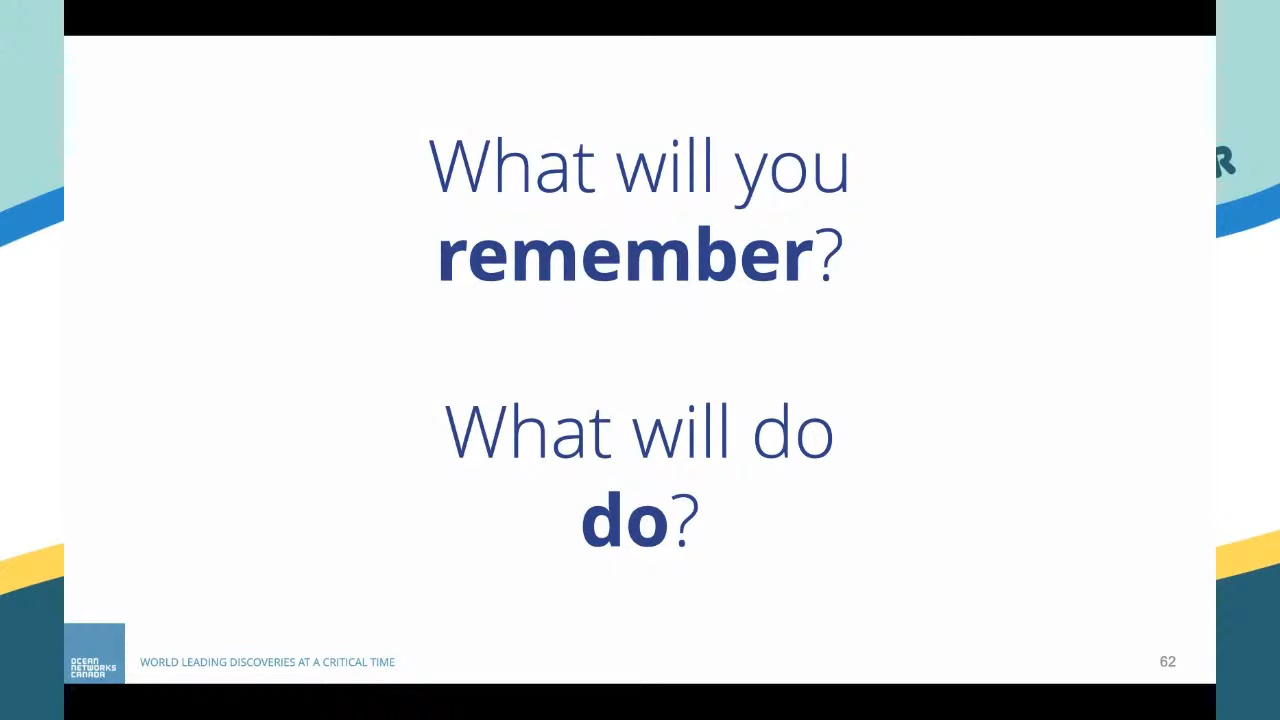 What will you
remember?
What will do
do?
OCEAN
NETWORKS
CANADA
WORLD LEADING DISCOVERIES AT A CRITICAL TIME
62
R